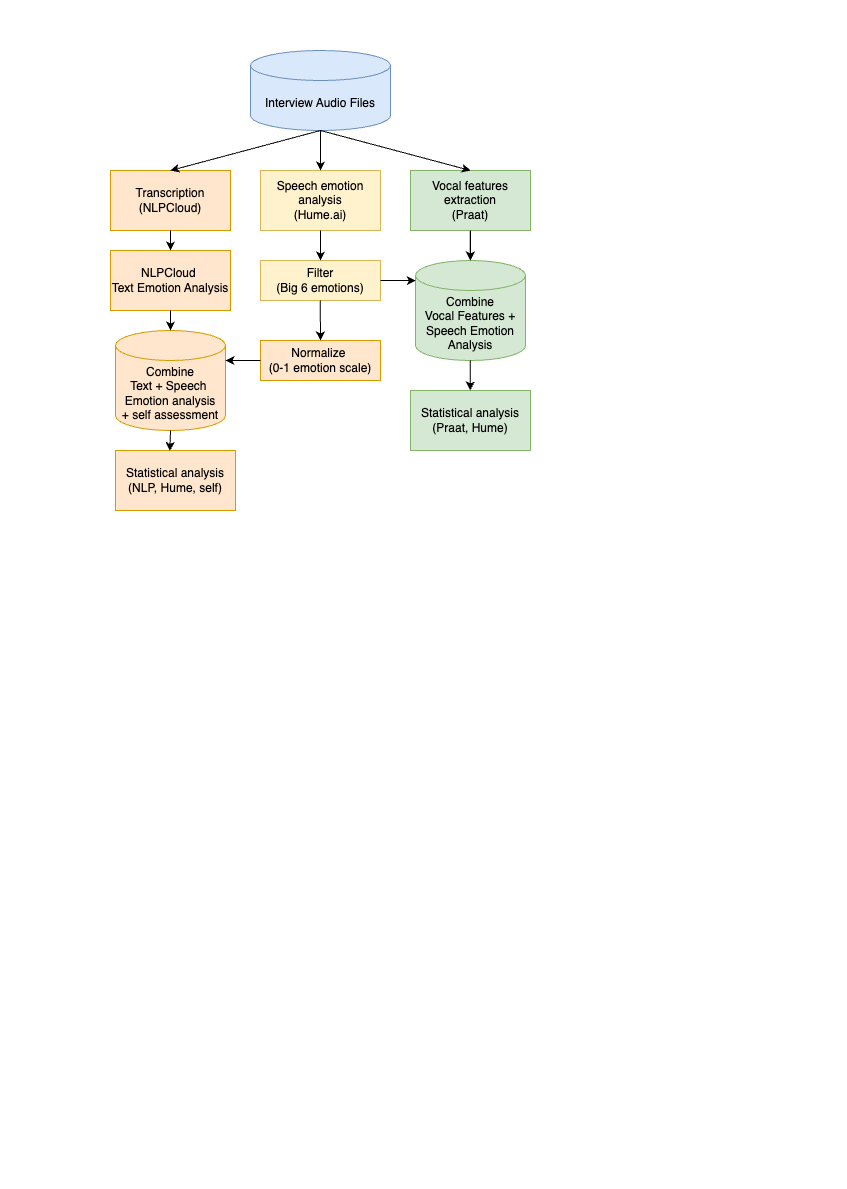 Interview Audio Files
Transcription
(NLPCloud)
Speech emotion
analysis
(Hume.ai)
Vocal features
extraction
(Praat)
NLPCloud
Text Emotion Analysis
Filter
(Big 6 emotions)
Combine
Vocal Features +
Speech Emotion
Analysis
Normalize
(0-1 emotion scale)
Combine
Text + Speech
Emotion analysis
+ self assessment
Statistical analysis
(Praat, Hume)
Statistical analysis
(NLP, Hume, self)